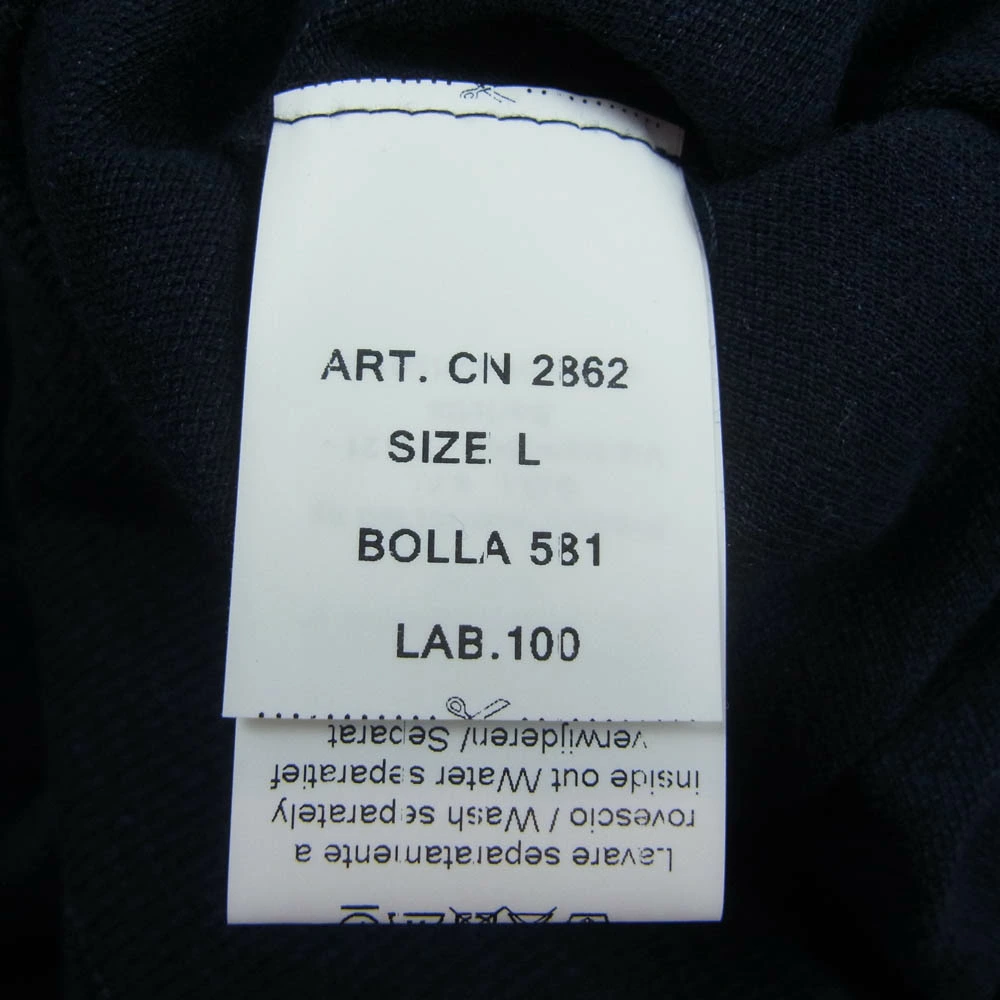 ART. CN 2862
SIZE L
BOLLA 581
LAB.100
Lavare separatamente a
rovescio / Wash separately
inside out /Water separatief
verwijderen/ Separat